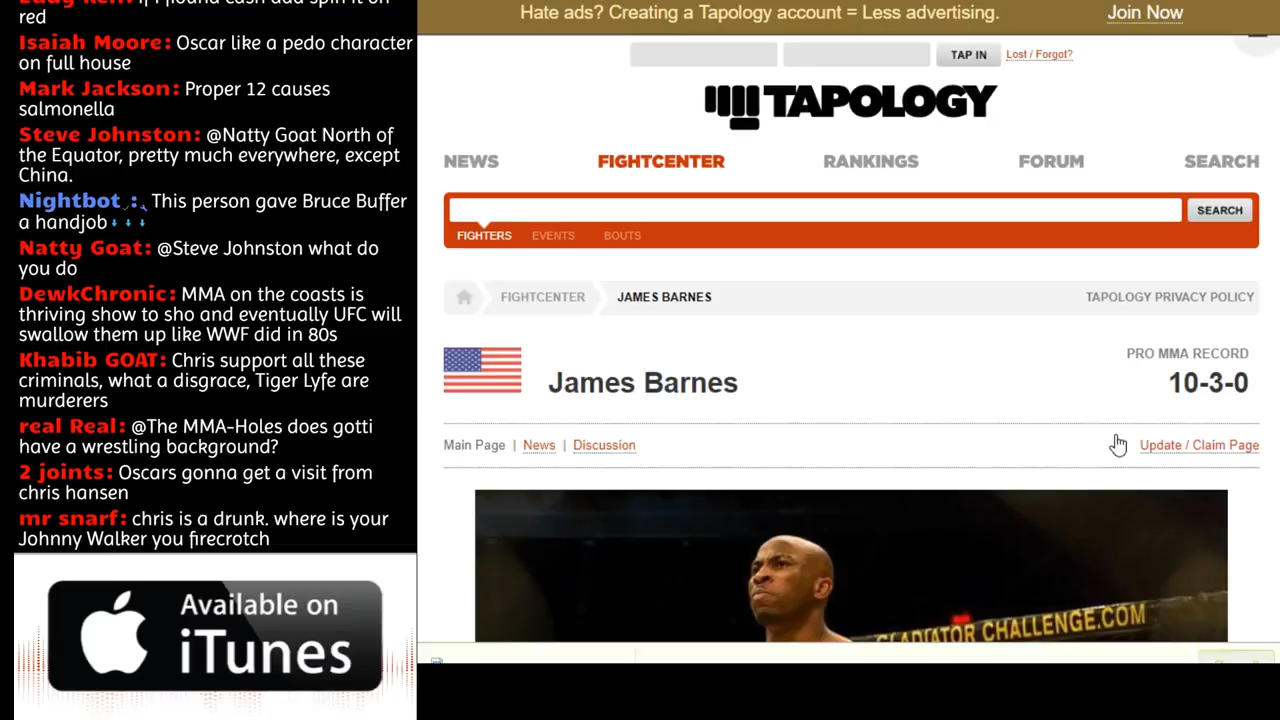 red
Isaiah Moore: Oscar like a pedo character
on full house
Mark Jackson: Proper 12 causes
salmonella
Steve Johnston: @Natty Goat North of
the Equator, pretty much everywhere, except
China.
Nightbot : This person gave Bruce Buffer
a handjob
Natty Goat: @Steve Johnston what do
you do
DewkChronic: MMA on the coasts is
thriving show to sho and eventually UFC will
swallow them up like WWF did in 80s
Khabib GOAT: Chris support all these
criminals, what a disgrace, Tiger Lyfe are
murderers
real Real: @The MMA-Holes does gotti
have a wrestling background?
2 joints: Oscars gonna get a visit from
chris hansen
mr snarf: chris is a drunk. where is your
Johnny Walker you firecrotch
Available on
iTunes
Hate ads? Creating a Tapology account = Less advertising.
Join Now
TAP IN
Lost / Forgot?
TAPOLOGY
NEWS
FIGHTCENTER
RANKINGS
FORUM
SEARCH
SEARCH
FIGHTERS
EVENTS
BOUTS
FIGHTCENTER
JAMES BARNES
TAPOLOGY PRIVACY POLICY
James Barnes
PRO MMA RECORD
10-3-0
Main Page | News | Discussion
Update / Claim Page
GLADIATOR CHALLENGE.COM